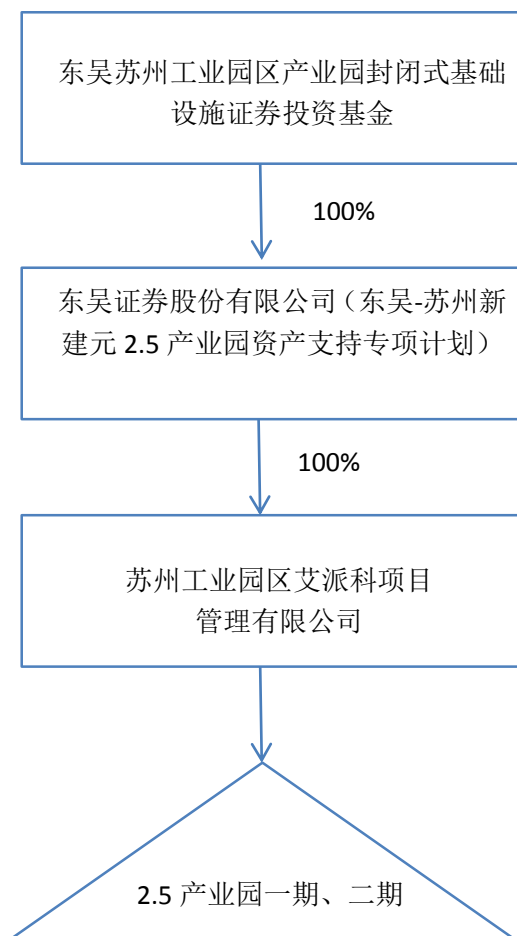 东吴苏州工业园区产业园封闭式基础
设施证券投资基金
100%
东吴证券股份有限公司（东吴-苏州新
建元 2.5 产业园资产支持专项计划）
100%
苏州工业园区艾派科项目
管理有限公司
2.5 产业园一期、二期